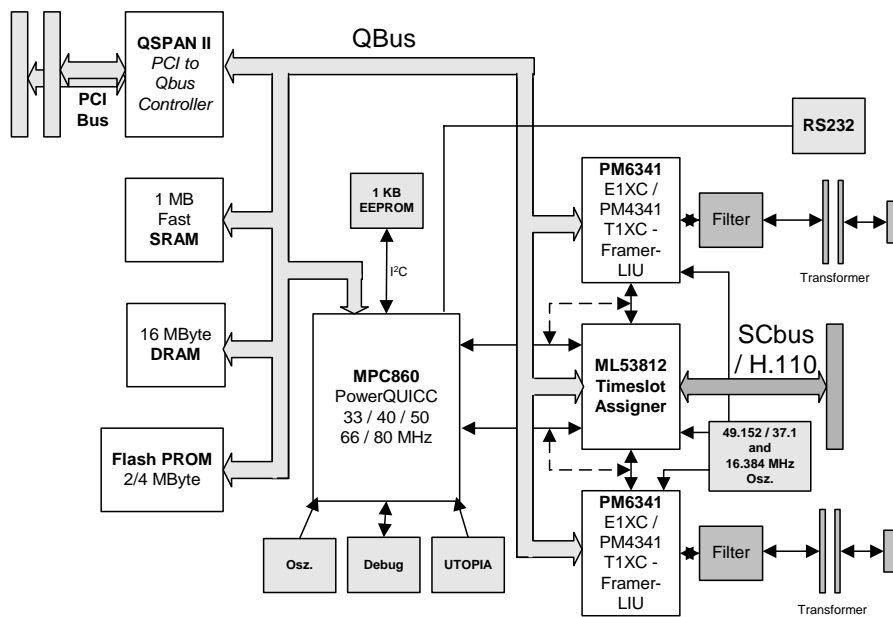 QSPAN II
PCI to
Qbus
Controller
PCI
Bus
QBus
RS232
1 MB
Fast
SRAM
1 KB
EEPROM
I²C
PM6341
E1XC /
PM4341
T1XC -
Framer-
LIU
Filter
Transformer
16 MByte
DRAM
MPC860
PowerQUICC
33 / 40 / 50
66 / 80 MHz
ML53812
Timeslot
Assigner
SCbus
/ H.110
Flash PROM
2/4 MByte
49.152 / 37.1
and
16.384 MHz
Osz.
Osz.
Debug
UTOPIA
PM6341
E1XC /
PM4341
T1XC -
Framer-
LIU
Filter
Transformer